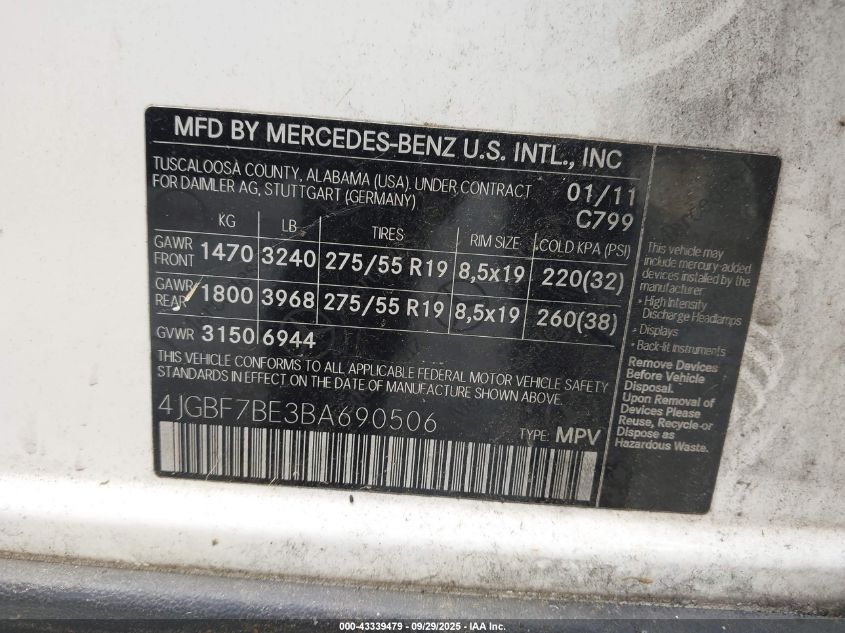 MFD BY MERCEDES-BENZ U.S. INTL., INC
TUSCALOOSA COUNTY, ALABAMA (USA). UNDER CONTRACT
FOR DAIMLER AG, STUTTGART (GERMANY)
01/11
C799
KG LB TIRES RIM SIZE COLD KPA (PSI)
GAWR FRONT 1470 3240 275/55 R19 8,5x19 220(32)
GAWR REAR 1800 3968 275/55 R19 8,5x19 260(38)
GVWR 3150 6944
THIS VEHICLE CONFORMS TO ALL APPLICABLE FEDERAL MOTOR VEHICLE SAFETY
STANDARDS IN EFFECT ON THE DATE OF MANUFACTURE SHOWN ABOVE.
4JGBF7BE3BA690506
TYPE: MPV
This vehicle may
include mercury-added
devices installed by the
manufacturer:
• High Intensity
Discharge Headlamps
• Displays
• Back-lit Instruments
Remove Devices
Before Vehicle
Disposal.
Upon Removal of
Devices Please
Reuse, Recycle or
Dispose as
Hazardous Waste.
000-43339479 - 09/29/2025 - IAA Inc.